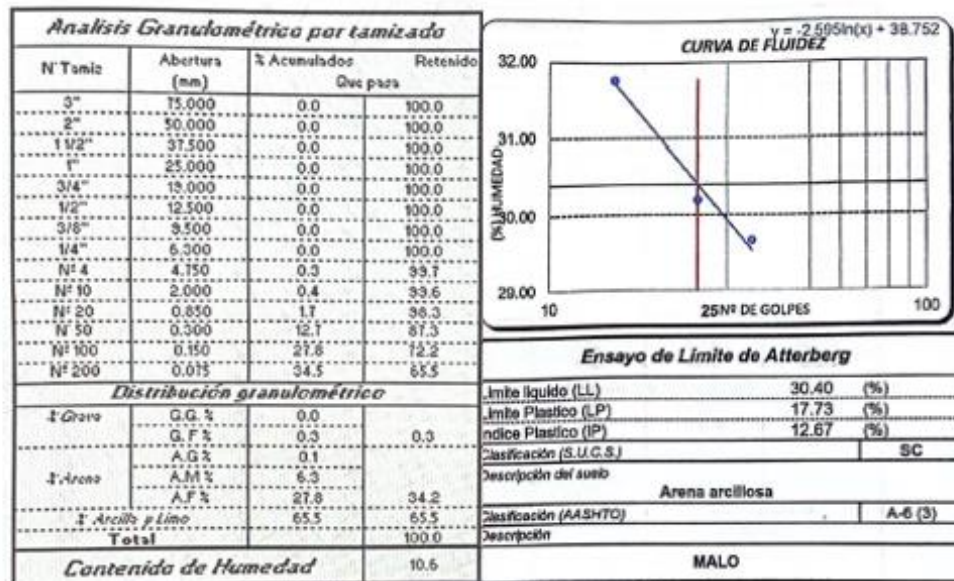 Analisis Granulométrico por tamizado
N° Tamiz Abertura (mm) % Acumulados Retenido Que pasa
3" 75.000 0.0 100.0
2" 50.000 0.0 100.0
1 1/2" 37.500 0.0 100.0
1" 25.000 0.0 100.0
3/4" 19.000 0.0 100.0
1/2" 12.500 0.0 100.0
3/8" 9.500 0.0 100.0
1/4" 6.300 0.0 100.0
Nº 4 4.750 0.3 99.7
Nº 10 2.000 0.4 99.6
Nº 20 0.850 1.7 98.3
N° 50 0.300 12.7 87.3
Nº 100 0.150 27.8 72.2
Nº 200 0.075 34.5 65.5
Distribución granulométrico
% Grava G.G. % 0.0
G. F % 0.3 0.3
% Arena A.G % 0.1
A.M % 6.3
A.F % 27.8 34.2
% Arcilla y Limo 65.5 65.5
Total 100.0
Contenido de Humedad 10.6
y = -2.595ln(x) + 38.752
CURVA DE FLUIDEZ
32.00
31.00
30.00
29.00
(%) HUMEDAD
10 25 Nº DE GOLPES 100
Ensayo de Límite de Atterberg
Limite liquido (LL) 30.40 (%)
Limite Plastico (LP) 17.73 (%)
ndice Plastico (IP) 12.67 (%)
Clasificación (S.U.C.S.) SC
Descripción del suelo
Arena arcillosa
Clasificación (AASHTO) A-6 (3)
Descripción
MALO